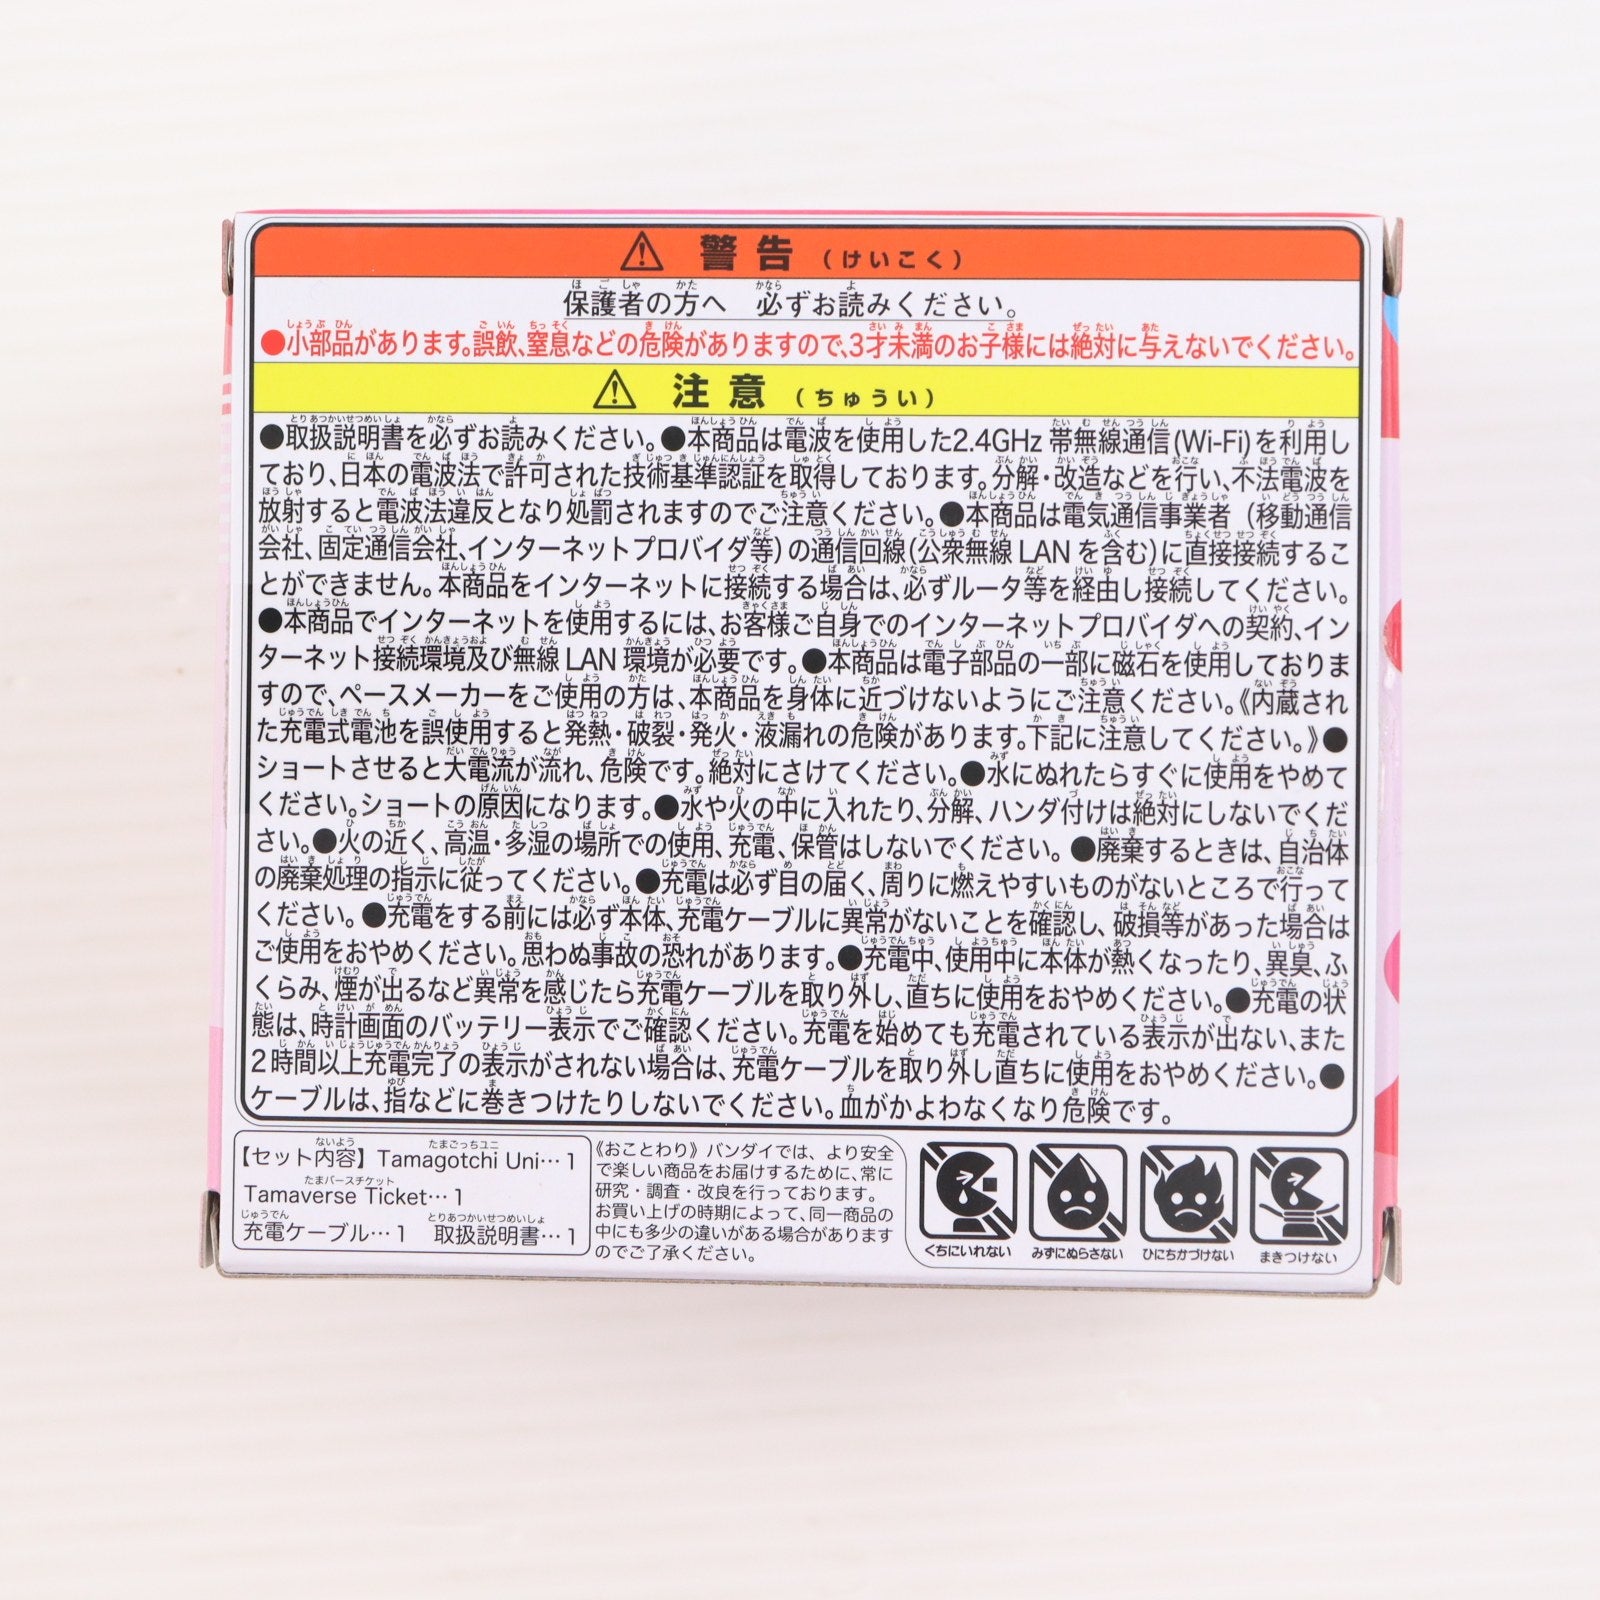 ⚠ 警告（けいこく）
保護者の方へ 必ずお読みください。
●小部品があります。誤飲、窒息などの危険がありますので、3才未満のお子様には絶対に与えないでください。
⚠ 注意（ちゅうい）
●取扱説明書を必ずお読みください。●本商品は電波を使用した2.4GHz 帯無線通信(Wi-Fi)を利用し
ており、日本の電波法で許可された技術基準認証を取得しております。分解・改造などを行い、不法電波を
放射すると電波法違反となり処罰されますのでご注意ください。●本商品は電気通信事業者（移動通信
会社、固定通信会社、インターネットプロバイダ等）の通信回線(公衆無線 LAN を含む)に直接接続するこ
とができません。本商品をインターネットに接続する場合は、必ずルータ等を経由し接続してください。
●本商品でインターネットを使用するには、お客様ご自身でのインターネットプロバイダへの契約、イン
ターネット接続環境及び無線 LAN 環境が必要です。●本商品は電子部品の一部に磁石を使用しておりま
すので、ペースメーカーをご使用の方は、本商品を身体に近づけないようにご注意ください。《内蔵され
た充電式電池を誤使用すると発熱・破裂・発火・液漏れの危険があります。下記に注意してください。》●
ショートさせると大電流が流れ、危険です。絶対にさけてください。●水にぬれたらすぐに使用をやめて
ください。ショートの原因になります。●水や火の中に入れたり、分解、ハンダ付けは絶対にしないでくだ
さい。●火の近く、高温・多湿の場所での使用、充電、保管はしないでください。●廃棄するときは、自治体
の廃棄処理の指示に従ってください。●充電は必ず目の届く、周りに燃えやすいものがないところで行って
ください。●充電をする前には必ず本体、充電ケーブルに異常がないことを確認し、破損等があった場合は
ご使用をおやめください。思わぬ事故の恐れがあります。●充電中、使用中に本体が熱くなったり、異臭、ふ
くらみ、煙が出るなど異常を感じたら充電ケーブルを取り外し、直ちに使用をおやめください。●充電の状
態は、時計画面のバッテリー表示でご確認ください。充電を始めても充電されている表示が出ない、また
2時間以上充電完了の表示がされない場合は、充電ケーブルを取り外し直ちに使用をおやめください。●
ケーブルは、指などに巻きつけたりしないでください。血がかよわなくなり危険です。
【セット内容】Tamagotchi Uni…1
Tamaverse Ticket…1
充電ケーブル…1 取扱説明書…1
《おことわり》バンダイでは、より安全
で楽しい商品をお届けするために、常に
研究・調査・改良を行っております。
お買い上げの時期によって、同一商品の
中にも多少の違いがある場合があります
のでご了承ください。
くちにいれない みずにぬらさない ひにちかづけない まきつけない